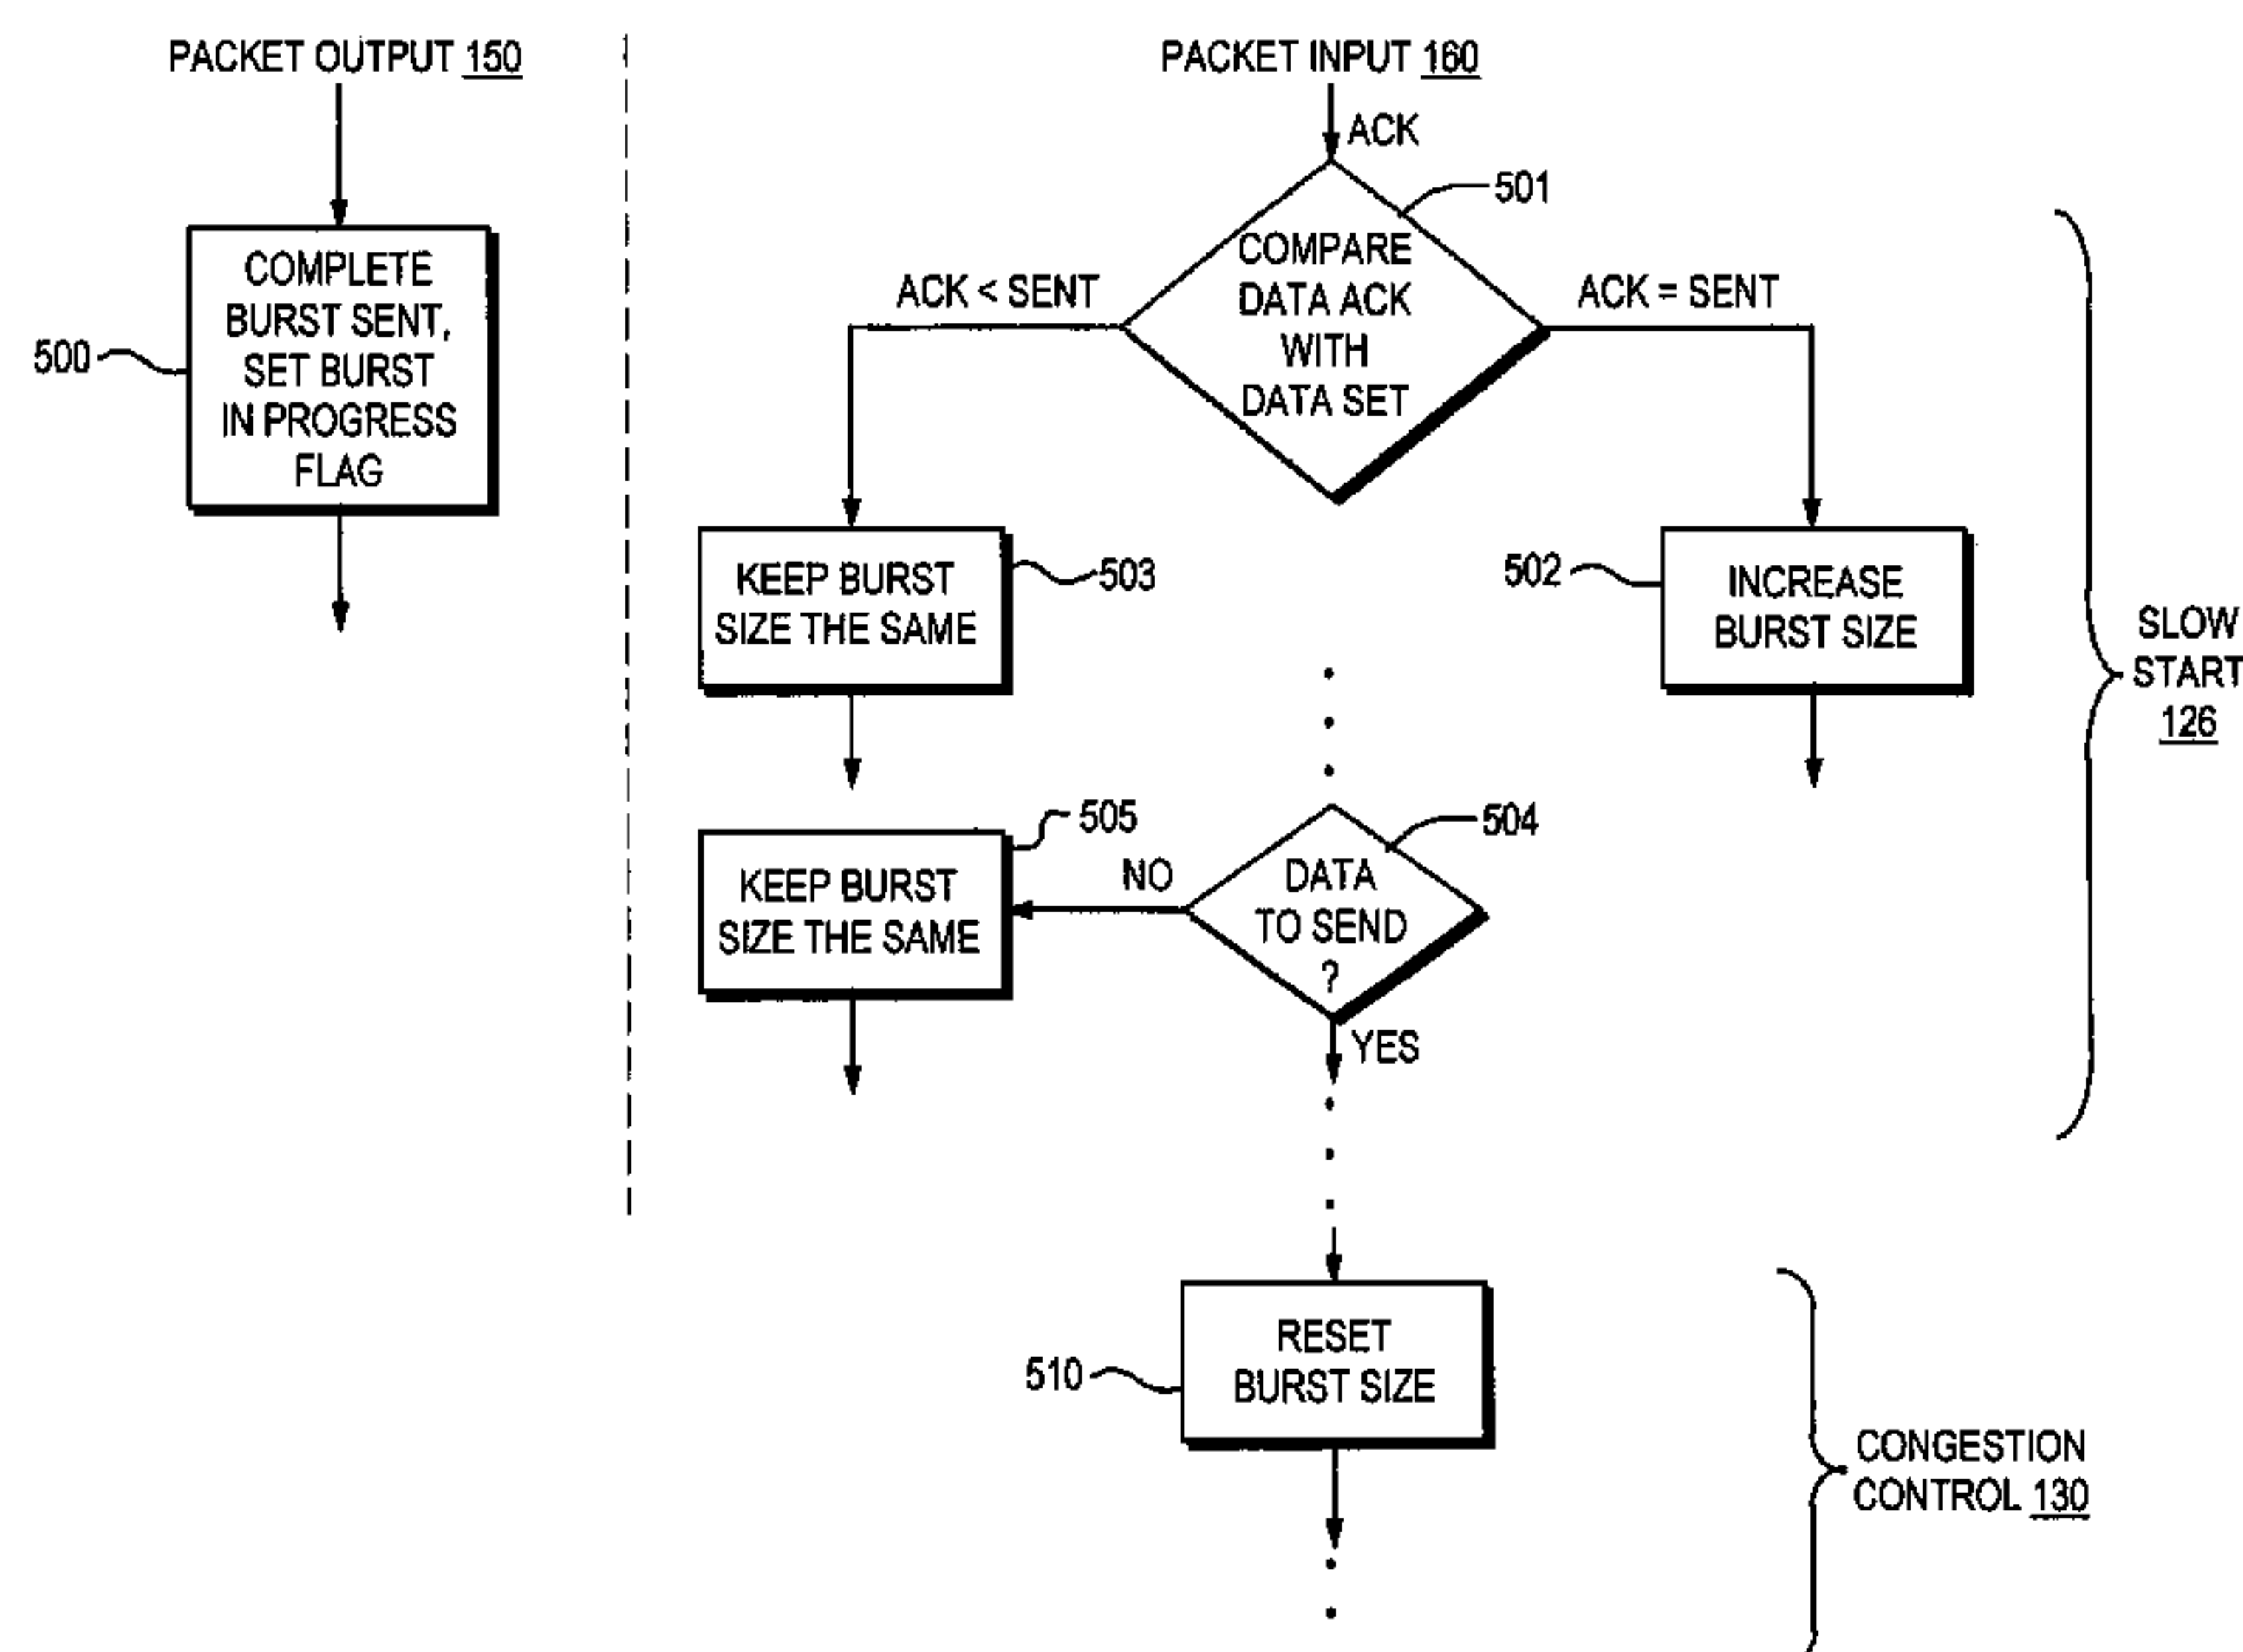 PACKET OUTPUT 150
COMPLETE
BURST SENT,
SET BURST
IN PROGRESS
FLAG
500
PACKET INPUT 160
ACK
501
COMPARE
DATA ACK
WITH
DATA SET
ACK < SENT
ACK = SENT
KEEP BURST
SIZE THE SAME
503
502
INCREASE
BURST SIZE
SLOW
START
126
KEEP BURST
SIZE THE SAME
505
NO
504
DATA
TO SEND
?
YES
510
RESET
BURST SIZE
CONGESTION
CONTROL 130